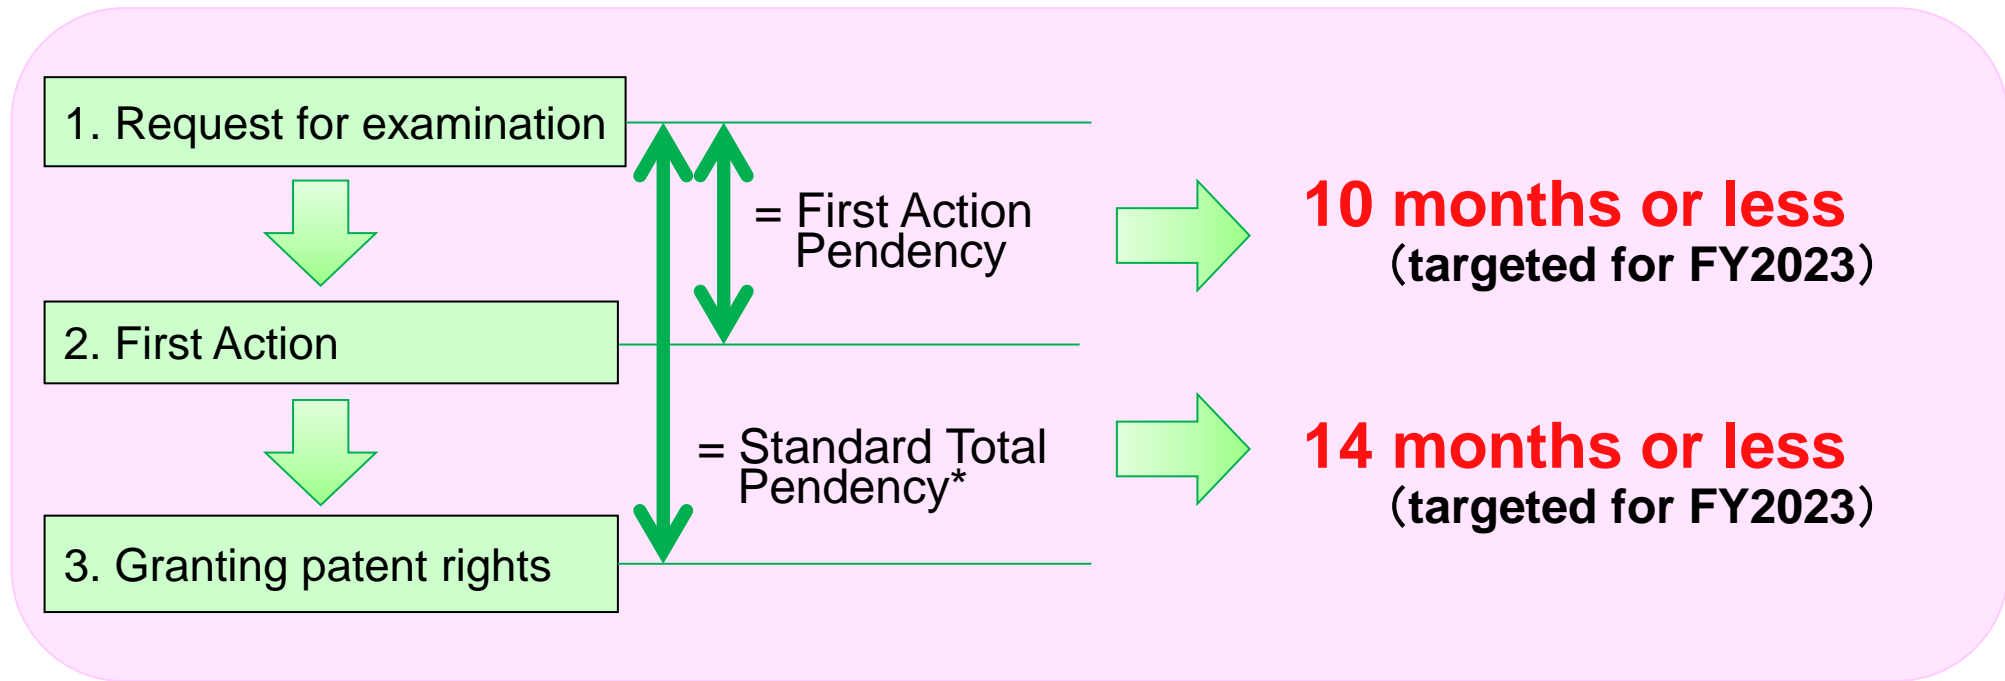 1. Request for examination
= First Action
Pendency
10 months or less
（targeted for FY2023）
2. First Action
= Standard Total
Pendency*
14 months or less
（targeted for FY2023）
3. Granting patent rights